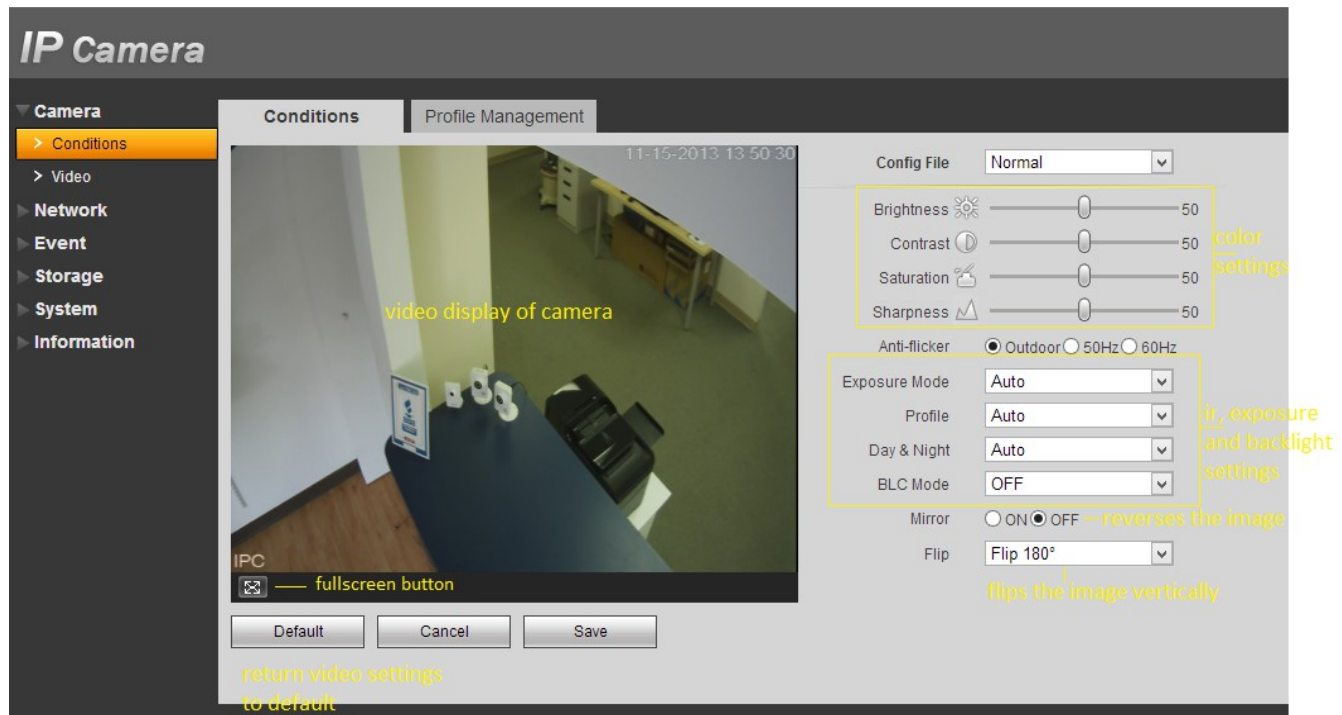 IP Camera
Camera
Conditions
Video
Network
Event
Storage
System
Information
Conditions
Profile Management
11-15-2013 13:50:30
video display of camera
IPC
fullscreen button
Default
Cancel
Save
return video settings
to default
Config File
Normal
Brightness 50
Contrast 50
Saturation 50
Sharpness 50
color
settings
Anti-flicker Outdoor 50Hz 60Hz
Exposure Mode Auto
Profile Auto
Day & Night Auto
BLC Mode OFF
ir, exposure
and backlight
settings
Mirror ON OFF reverses the image
Flip Flip 180°
flips the image vertically